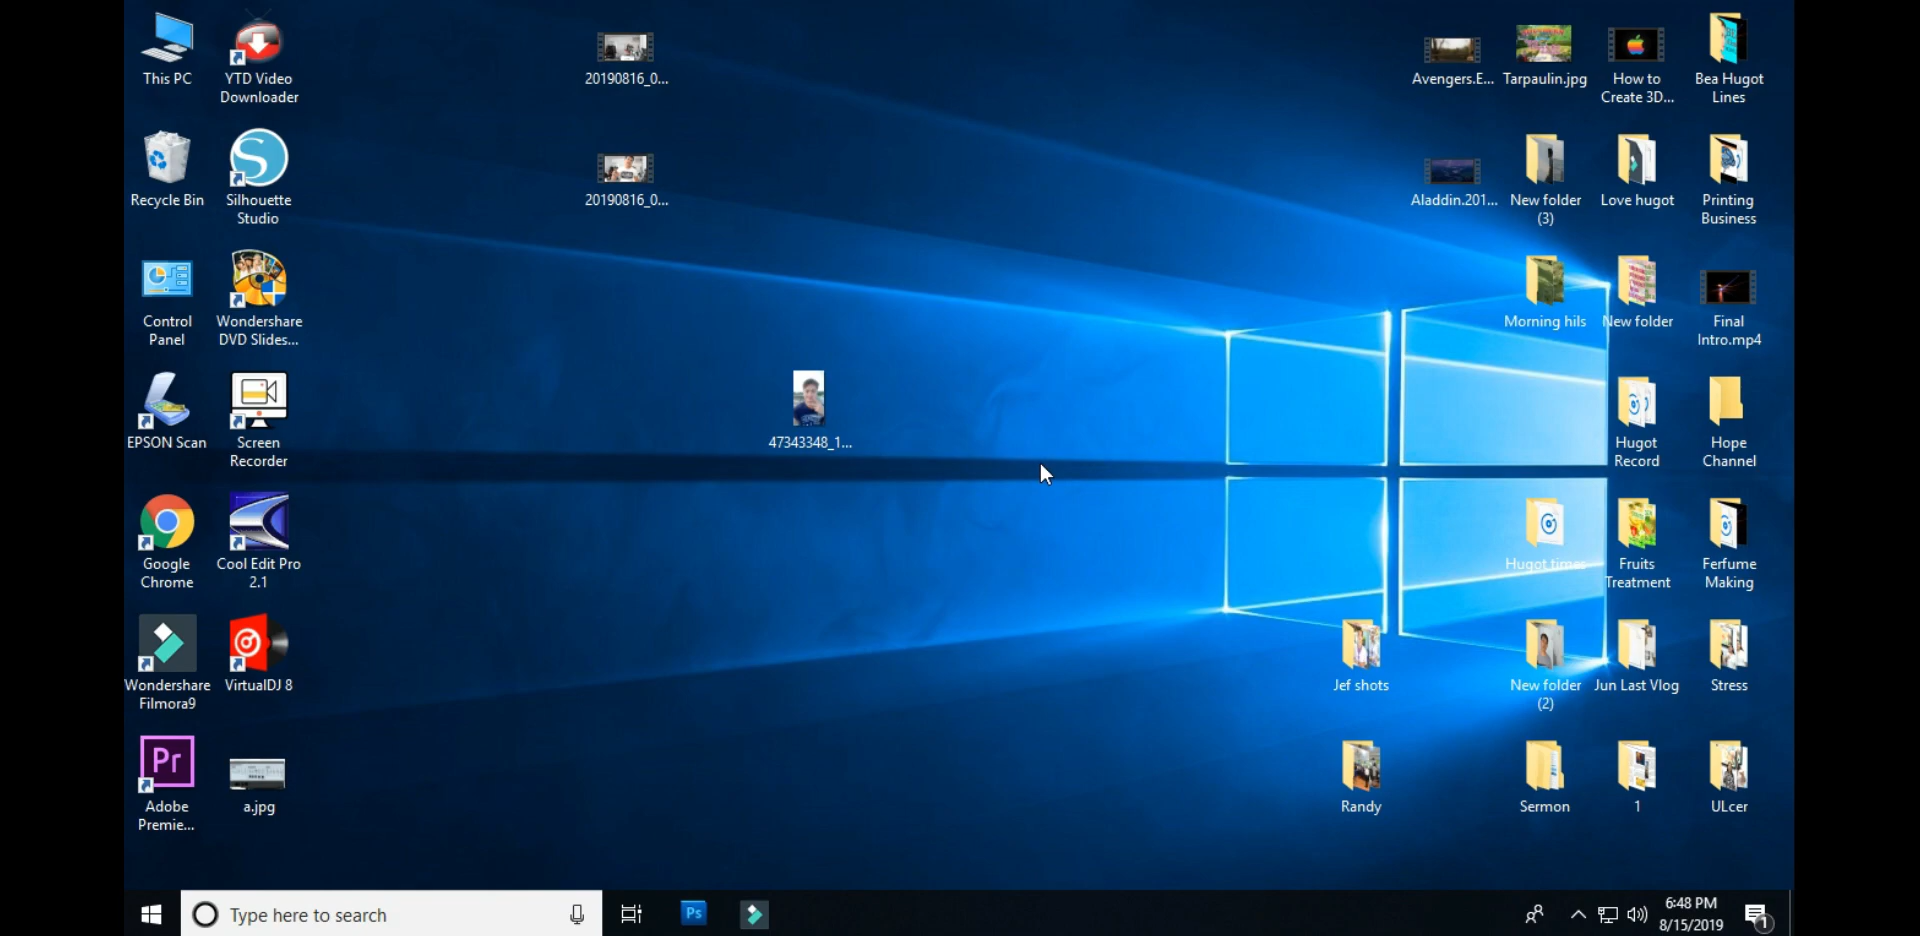 This PC
YTD Video
Downloader
20190816_0...
Avengers.E...
Tarpaulin.jpg
How to
Create 3D...
Bea Hugot
Lines
Recycle Bin
Silhouette
Studio
20190816_0...
Aladdin.201...
New folder
(3)
Love hugot
Printing
Business
Control
Panel
Wondershare
DVD Slides...
Morning hils
New folder
Final
Intro.mp4
EPSON Scan
Screen
Recorder
47343348_1...
Hugot
Record
Hope
Channel
Google
Chrome
Cool Edit Pro
2.1
Hugot times
Fruits
Treatment
Ferfume
Making
Wondershare
Filmora9
VirtualDJ 8
Jef shots
New folder
(2)
Jun Last Vlog
Stress
Pr
Adobe
Premie...
a.jpg
Randy
Sermon
1
ULcer
Type here to search
Ps
6:48 PM
8/15/2019
1